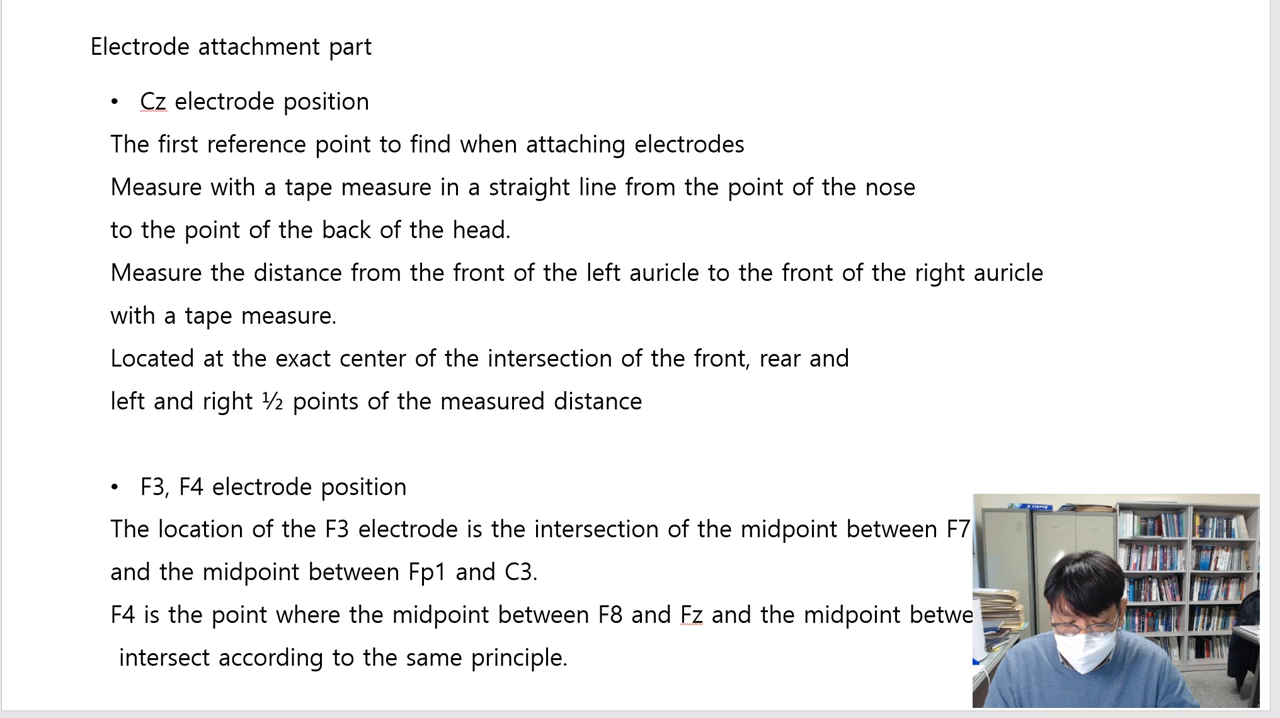 Electrode attachment part
• Cz electrode position
The first reference point to find when attaching electrodes
Measure with a tape measure in a straight line from the point of the nose
to the point of the back of the head.
Measure the distance from the front of the left auricle to the front of the right auricle
with a tape measure.
Located at the exact center of the intersection of the front, rear and
left and right ½ points of the measured distance
• F3, F4 electrode position
The location of the F3 electrode is the intersection of the midpoint between F7
and the midpoint between Fp1 and C3.
F4 is the point where the midpoint between F8 and Fz and the midpoint betwe
intersect according to the same principle.